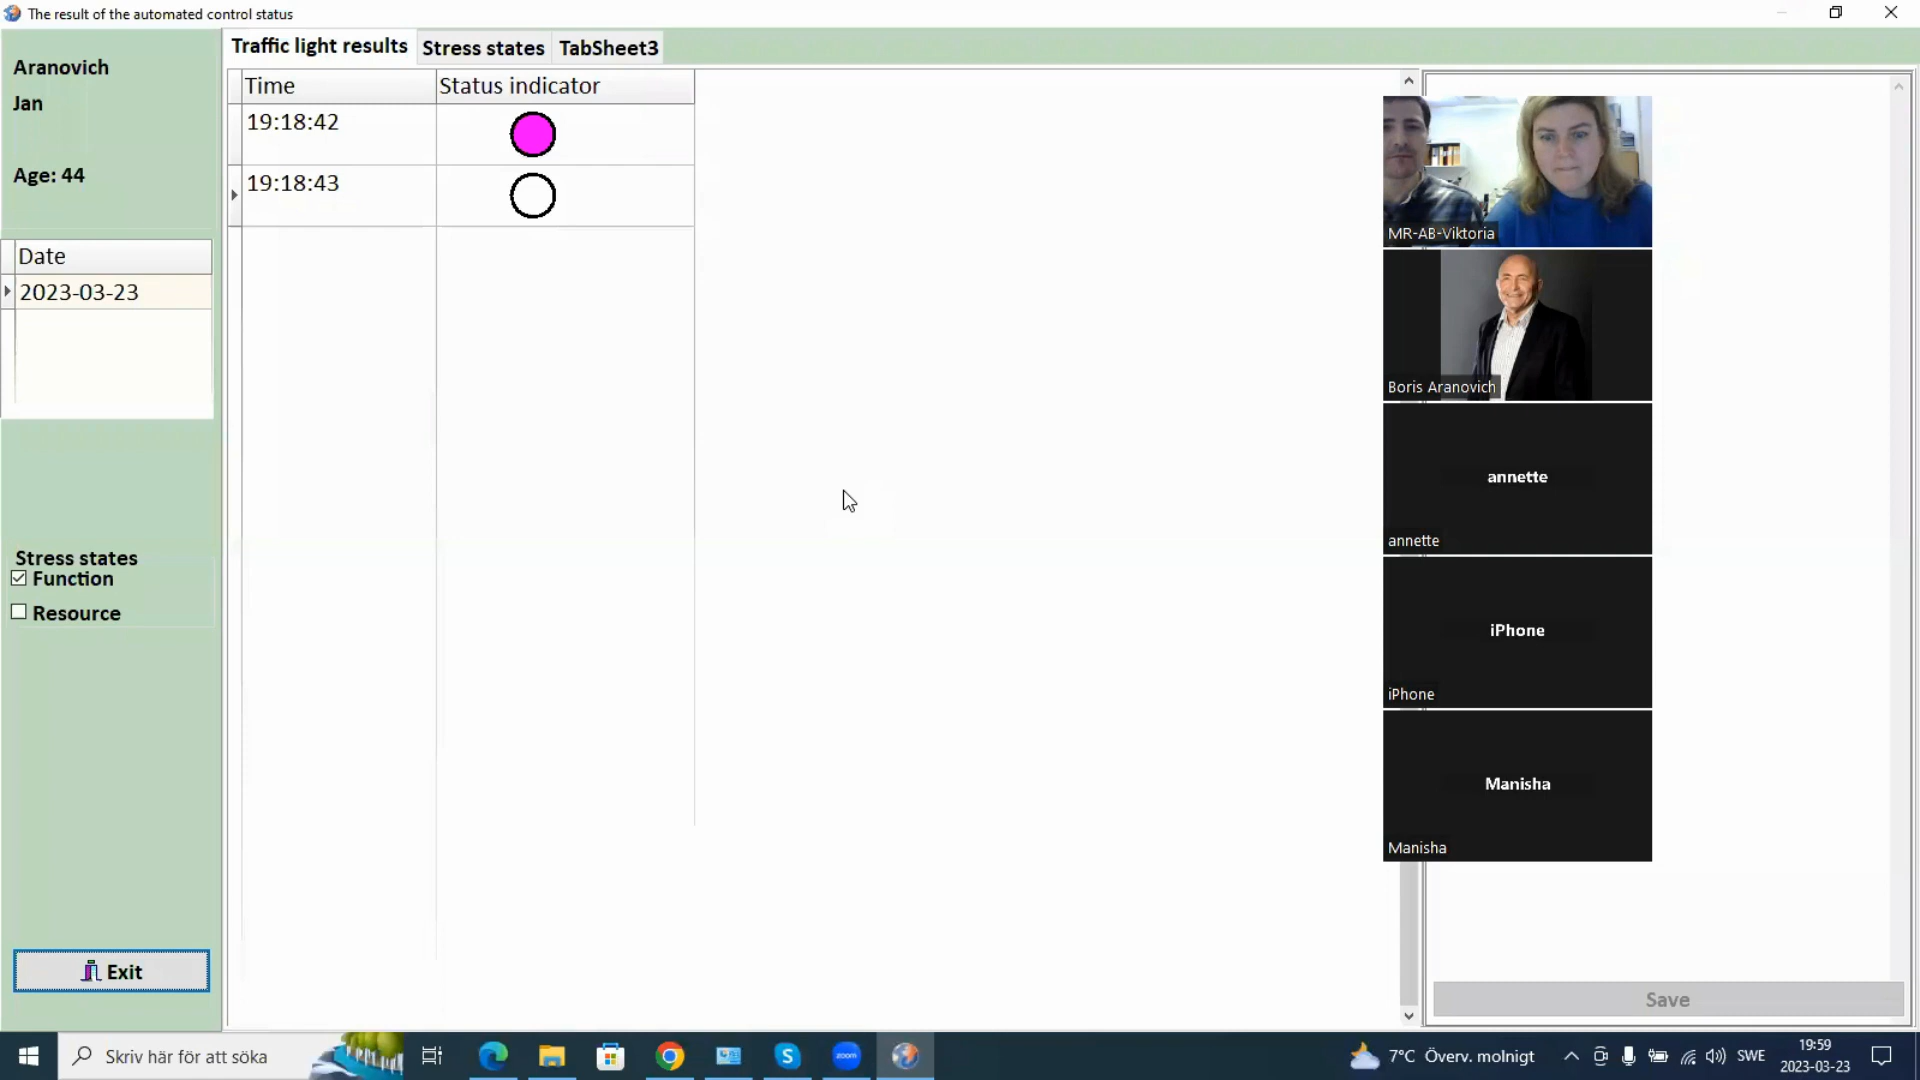 The result of the automated control status
Aranovich
Jan
Age: 44
Date
2023-03-23
Stress states
Function
Resource
Exit
Traffic light results
Stress states
TabSheet3
Time
Status indicator
19:18:42
19:18:43
MR-AB-Viktoria
Boris Aranovich
annette
annette
iPhone
iPhone
Manisha
Manisha
Save
Skriv här för att söka
zoom
7°C Överv. molnigt
SWE
19:59
2023-03-23